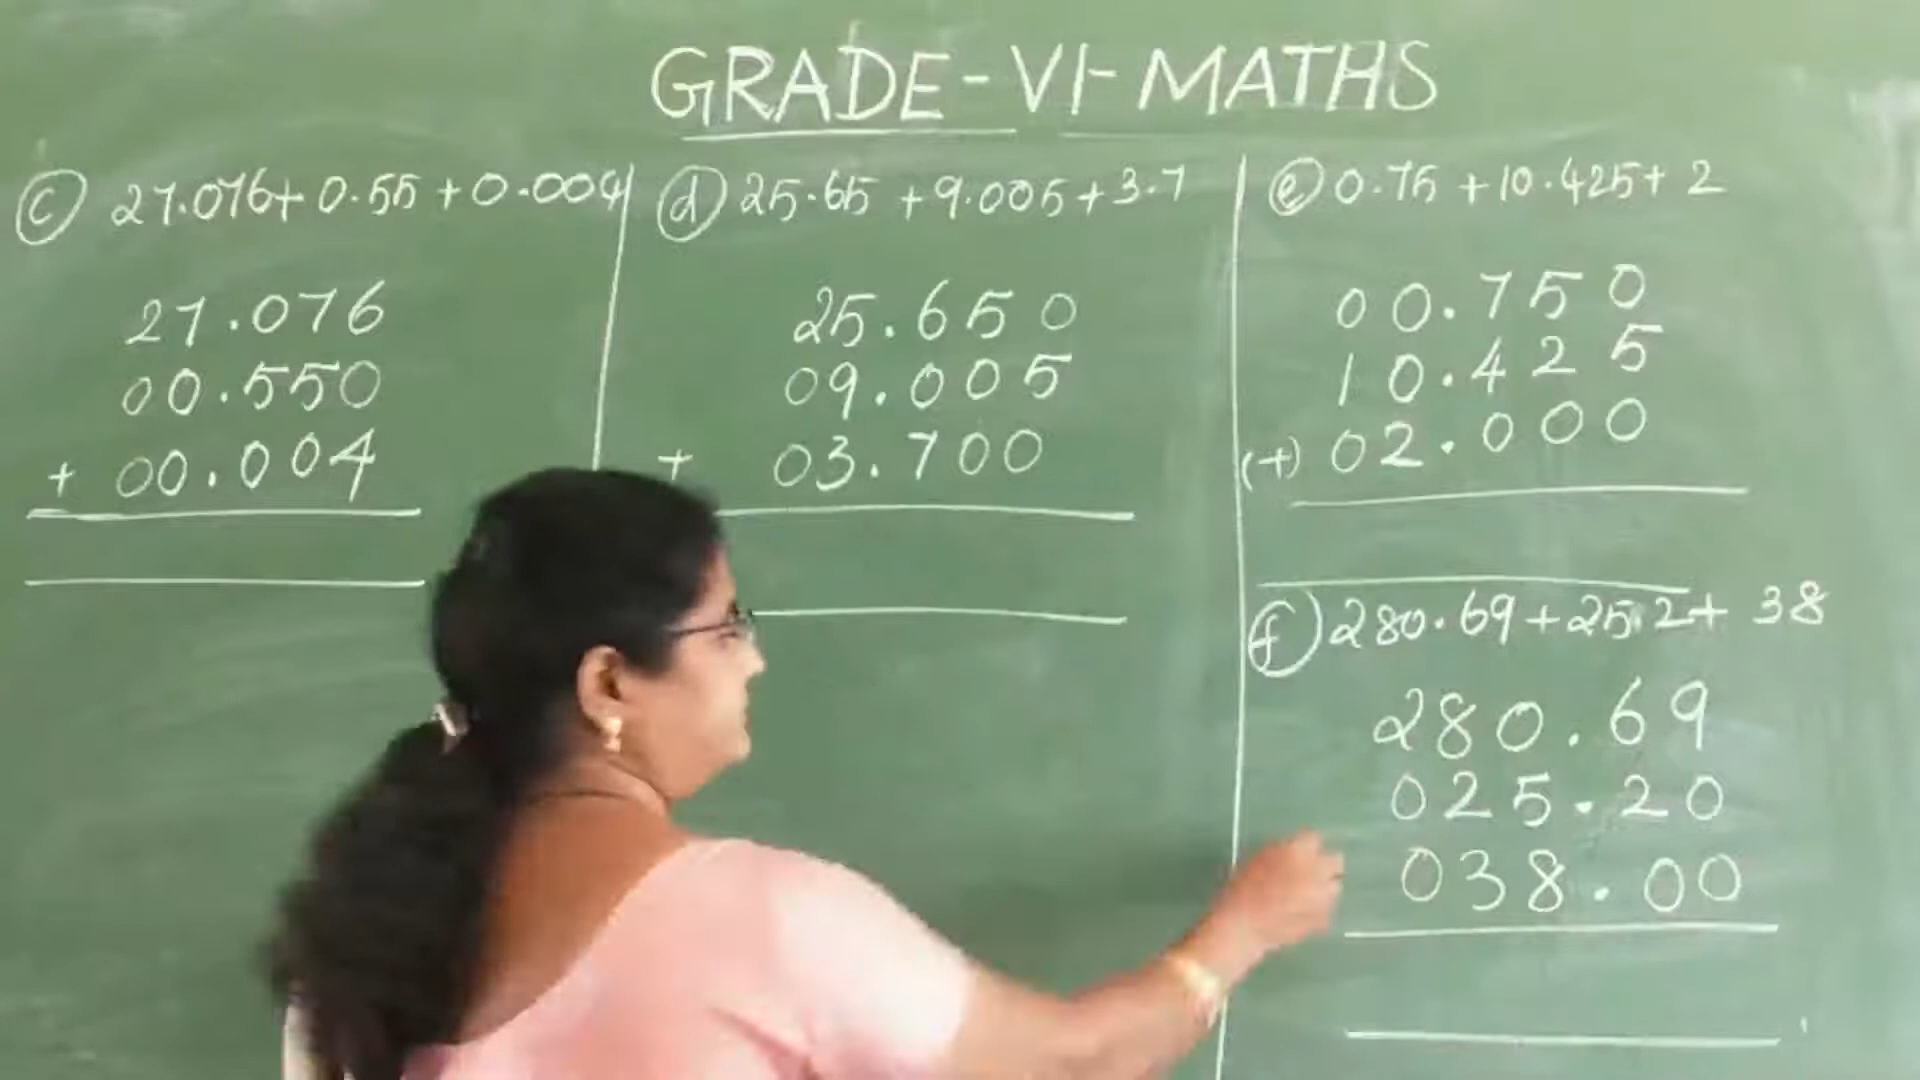 GRADE-VI-MATHS
c 27.076+ 0.55 +0.004
27.076
00.550
+ 00.004
d 25.65 +9.005+3.7
25.650
09.005
+ 03.700
e 0.75 +10.425+ 2
00.750
10.425
(+) 02.000
f 280.69+25.2+ 38
280.69
025.20
038.00